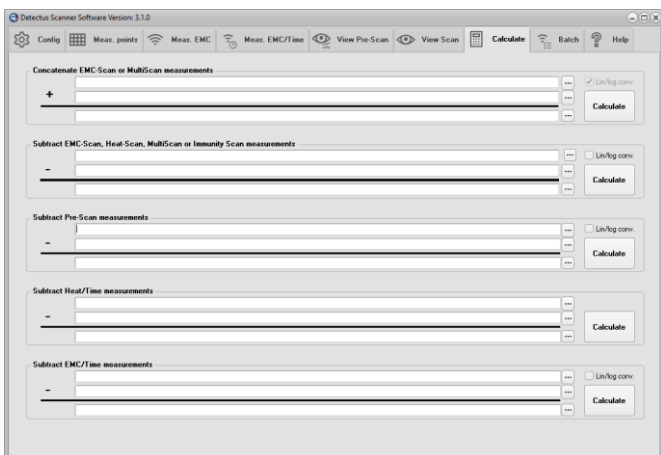 Detectus Scanner Software Version: 3.1.0
Config Meas. points Meas. EMC Meas. EMC/Time View Pre-Scan View Scan Calculate Batch Help
Concatenate EMC-Scan or MultiScan measurements
... Lin/log conv.
+ ...
... Calculate
Subtract EMC-Scan, Heat-Scan, MultiScan or Immunity Scan measurements
... Lin/log conv.
- ...
... Calculate
Subtract Pre-Scan measurements
... Lin/log conv.
- ...
... Calculate
Subtract Heat/Time measurements
...
- ...
... Calculate
Subtract EMC/Time measurements
... Lin/log conv.
- ...
... Calculate